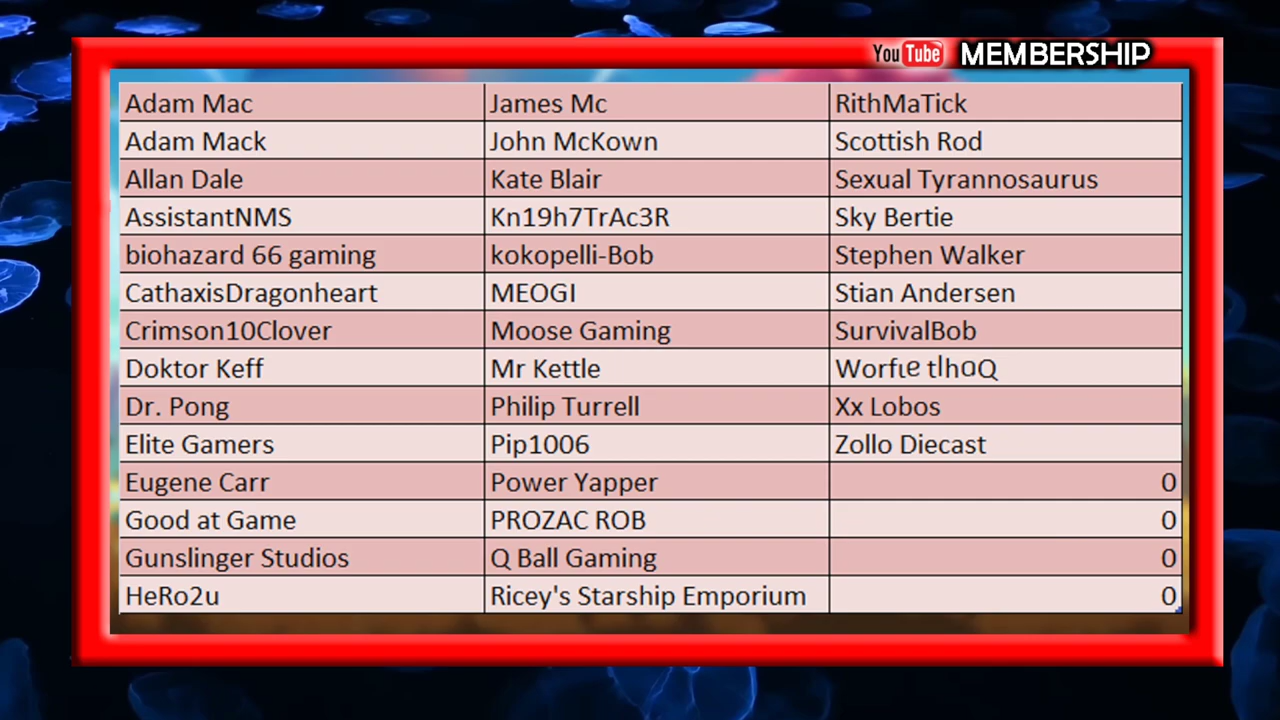 YouTube MEMBERSHIP
Adam Mac James Mc RithMaTick
Adam Mack John McKown Scottish Rod
Allan Dale Kate Blair Sexual Tyrannosaurus
AssistantNMS Kn19h7TrAc3R Sky Bertie
biohazard 66 gaming kokopelli-Bob Stephen Walker
CathaxisDragonheart MEOGI Stian Andersen
Crimson10Clover Moose Gaming SurvivalBob
Doktor Keff Mr Kettle Worfɩҽ tlhօQ
Dr. Pong Philip Turrell Xx Lobos
Elite Gamers Pip1006 Zollo Diecast
Eugene Carr Power Yapper 0
Good at Game PROZAC ROB 0
Gunslinger Studios Q Ball Gaming 0
HeRo2u Ricey's Starship Emporium 0